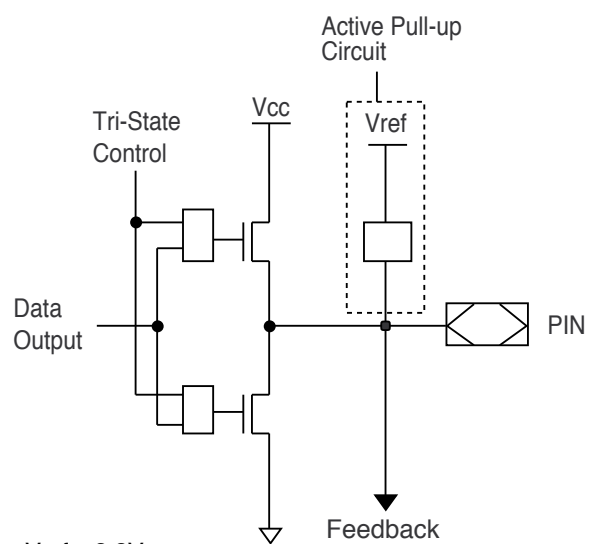 Active Pull-up
Circuit
Vcc
Vref
Tri-State
Control
Data
Output
PIN
Feedback